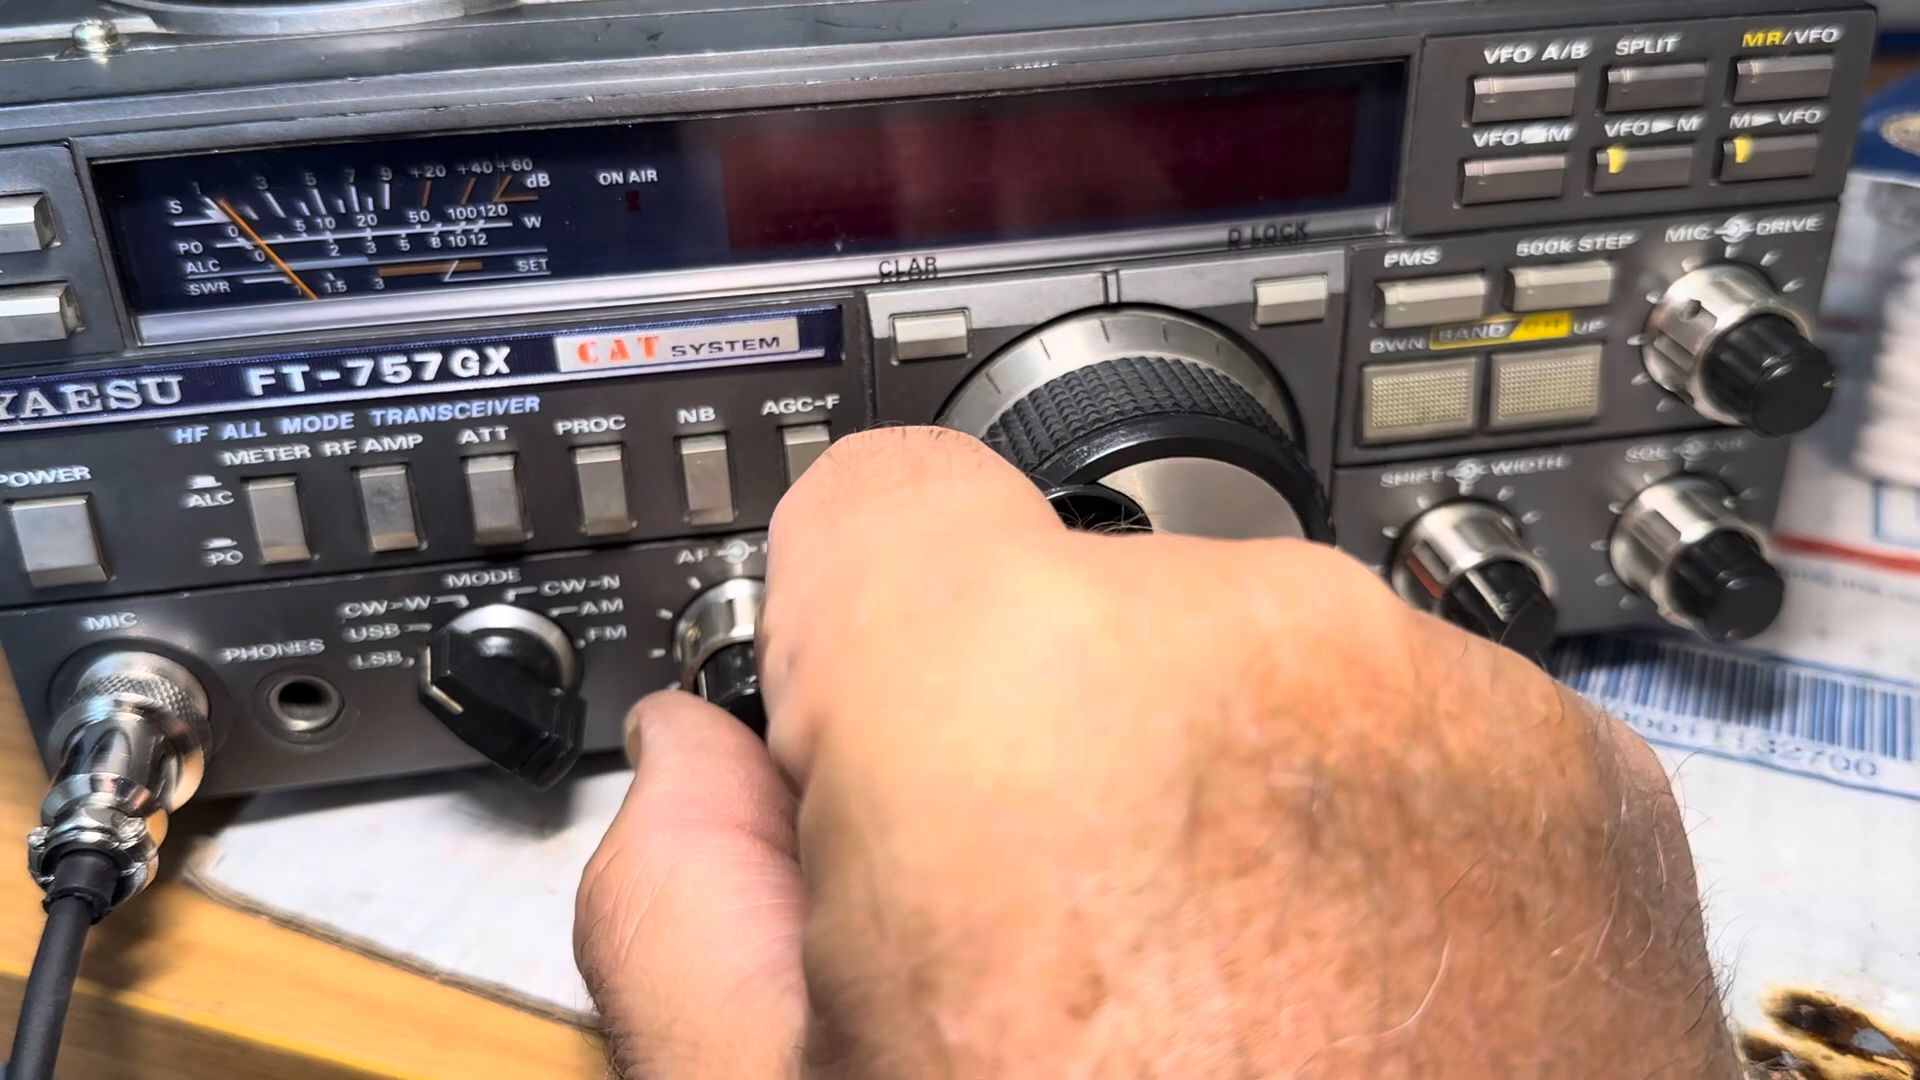 VFO A/B SPLIT MR/VFO
VFO M VFO►M M►VFO
S 1 3 5 7 9 +20 +40 +60 dB
ON AIR
0 5 10 20 50 100 120 W
PO
0 2 3 5 8 10 12
ALC
SWR 1 1.5 3 SET
CLAR
D LOCK
PMS 500K STEP MIC DRIVE
DWN BAND UP
YAESU FT-757GX CAT SYSTEM
HF ALL MODE TRANSCEIVER
POWER
METER RF AMP ATT PROC NB AGC-F
ALC
PO
SHIFT WIDTH SQL
AF
MIC
PHONES
MODE
CW-W CW-N
USB AM
LSB FM